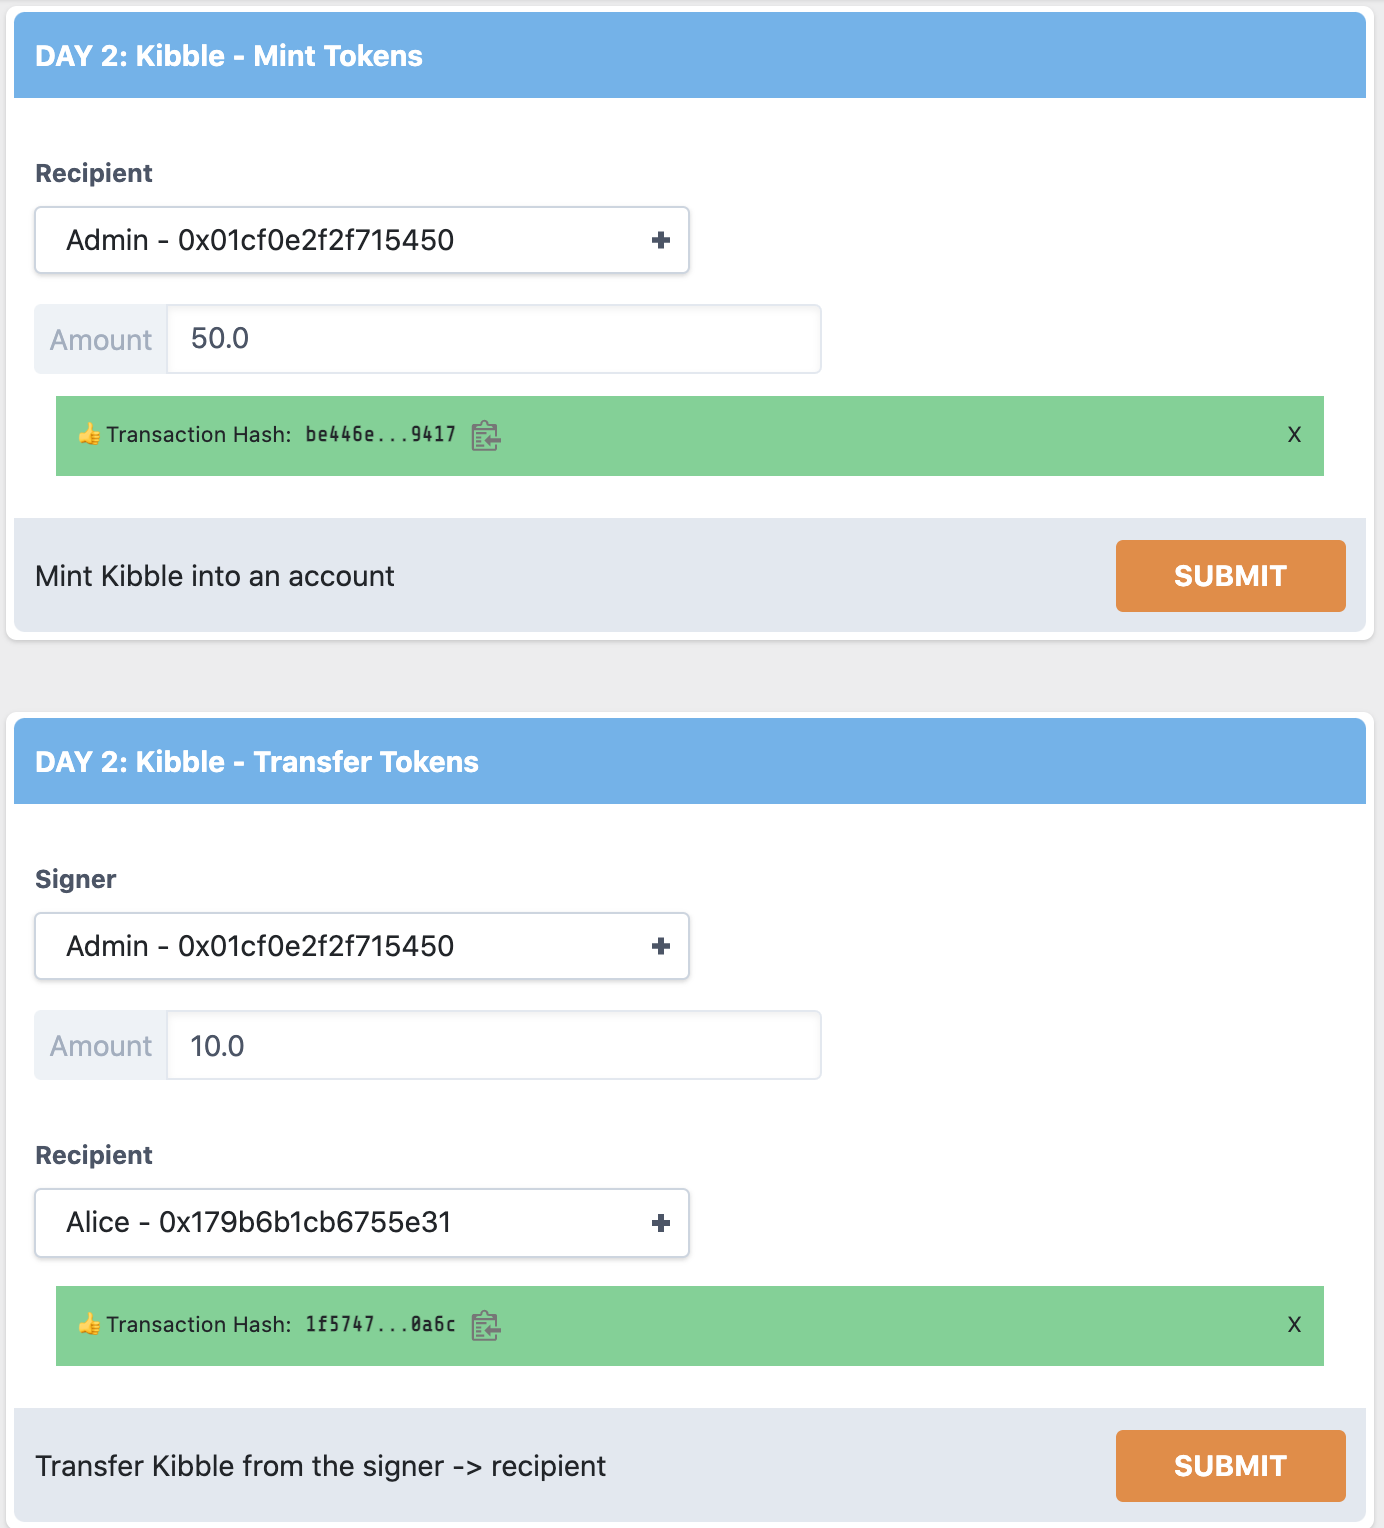 DAY 2: Kibble - Mint Tokens
Recipient
Admin - 0x01cf0e2f2f715450
Amount 50.0
👍Transaction Hash: be446e...9417 X
Mint Kibble into an account SUBMIT
DAY 2: Kibble - Transfer Tokens
Signer
Admin - 0x01cf0e2f2f715450
Amount 10.0
Recipient
Alice - 0x179b6b1cb6755e31
👍Transaction Hash: 1f5747...0a6c X
Transfer Kibble from the signer -> recipient SUBMIT